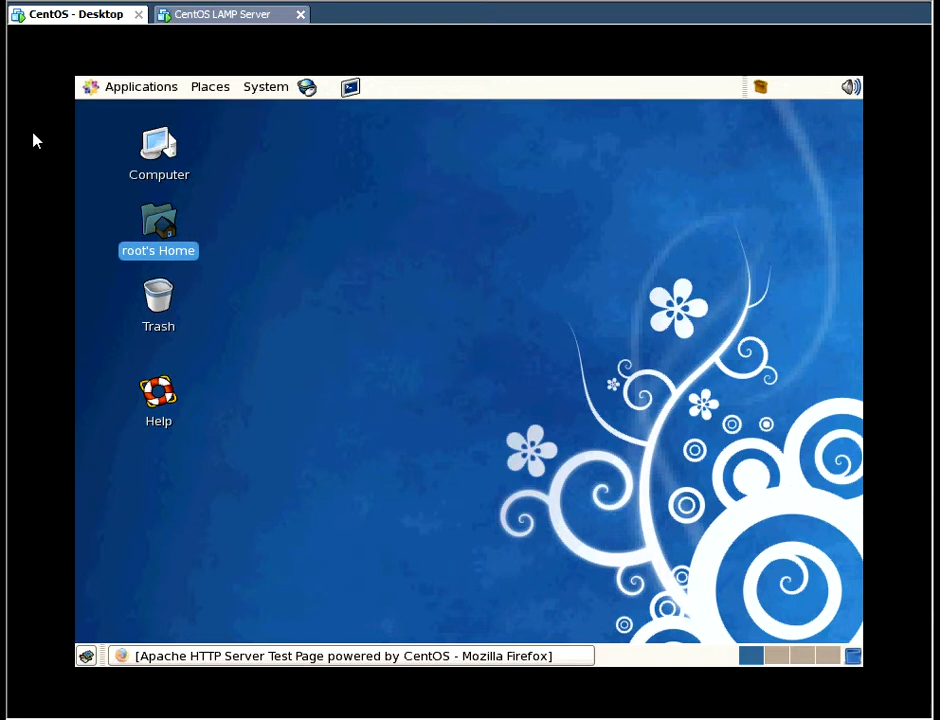 CentOS - Desktop
CentOS LAMP Server
Applications Places System
Computer
root's Home
Trash
Help
[Apache HTTP Server Test Page powered by CentOS - Mozilla Firefox]